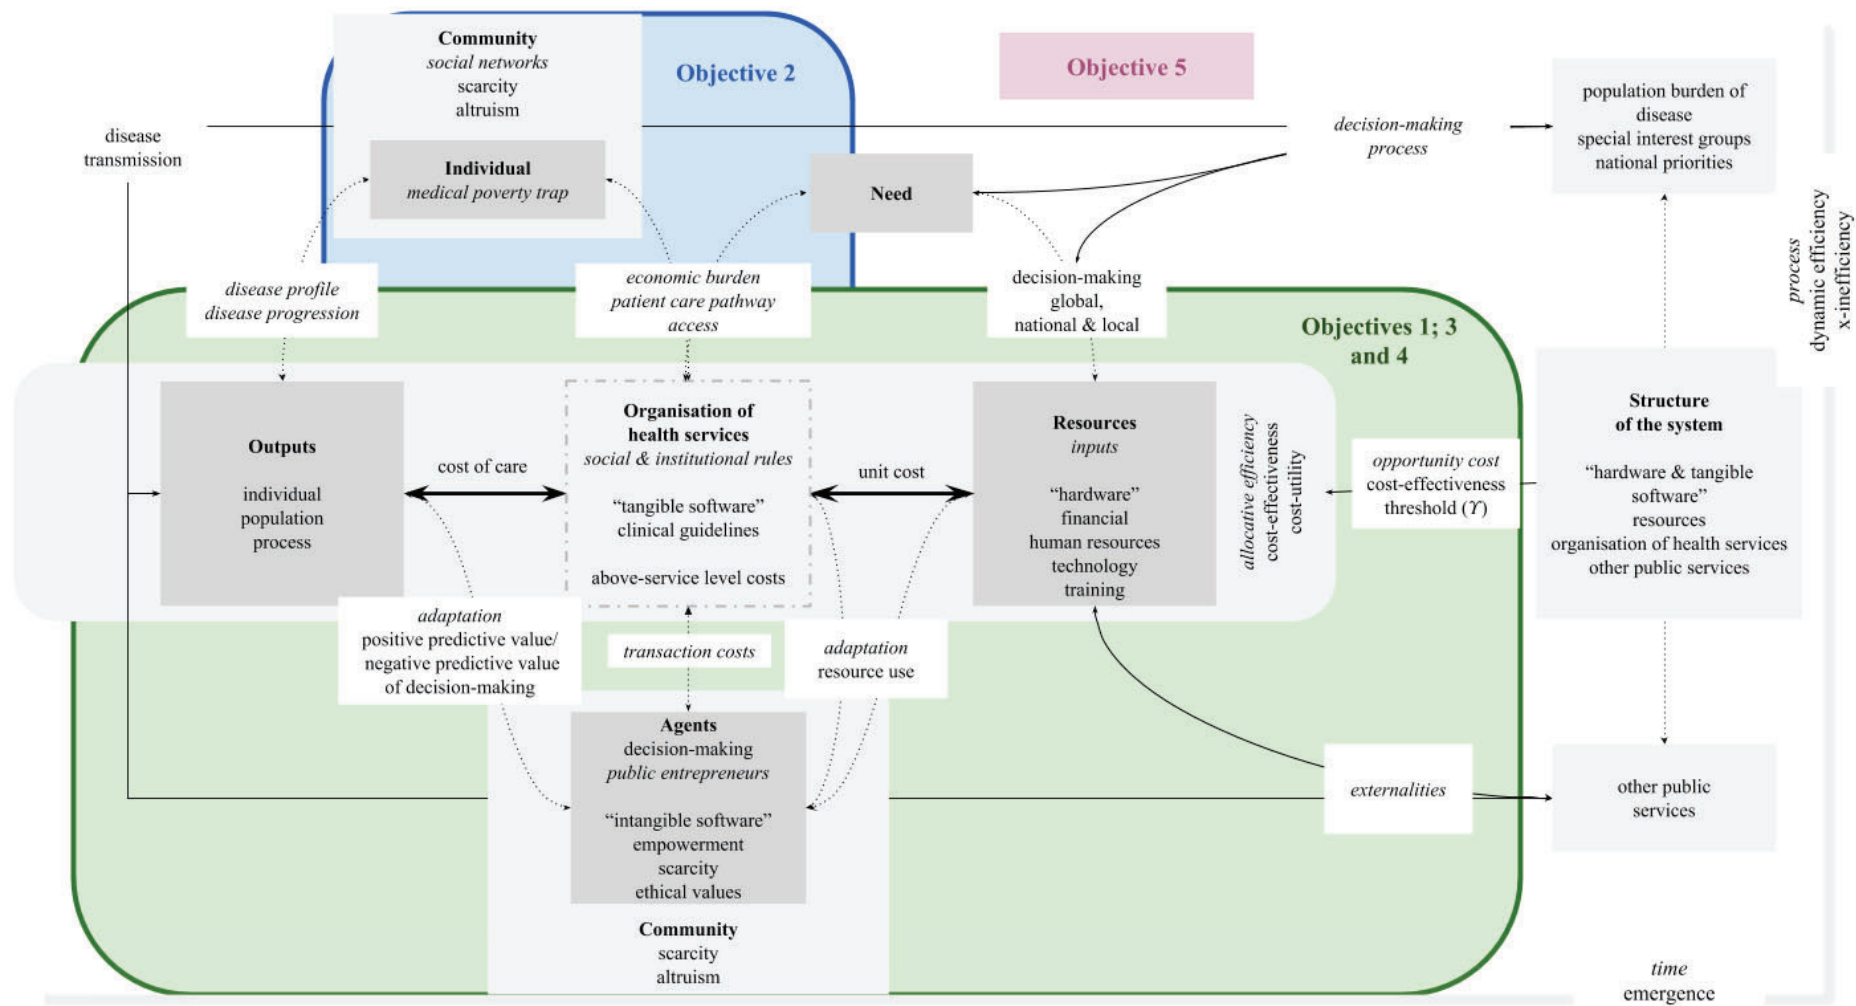 Community
social networks
scarcity
altruism
Objective 2
Objective 5
disease
transmission
Individual
medical poverty trap
Need
decision-making
process
population burden of
disease
special interest groups
national priorities
process
dynamic efficiency
x-inefficiency
disease profile
disease progression
economic burden
patient care pathway
access
decision-making
global,
national & local
Objectives 1; 3
and 4
Outputs
individual
population
process
cost of care
Organisation of
health services
social & institutional rules
“tangible software”
clinical guidelines
above-service level costs
unit cost
Resources
inputs
“hardware”
financial
human resources
technology
training
allocative efficiency
cost-effectiveness
cost-utility
opportunity cost
cost-effectiveness
threshold (ϒ)
Structure
of the system
“hardware & tangible
software”
resources
organisation of health services
other public services
adaptation
positive predictive value/
negative predictive value
of decision-making
transaction costs
adaptation
resource use
Agents
decision-making
public entrepreneurs
“intangible software”
empowerment
scarcity
ethical values
Community
scarcity
altruism
externalities
other public
services
time
emergence